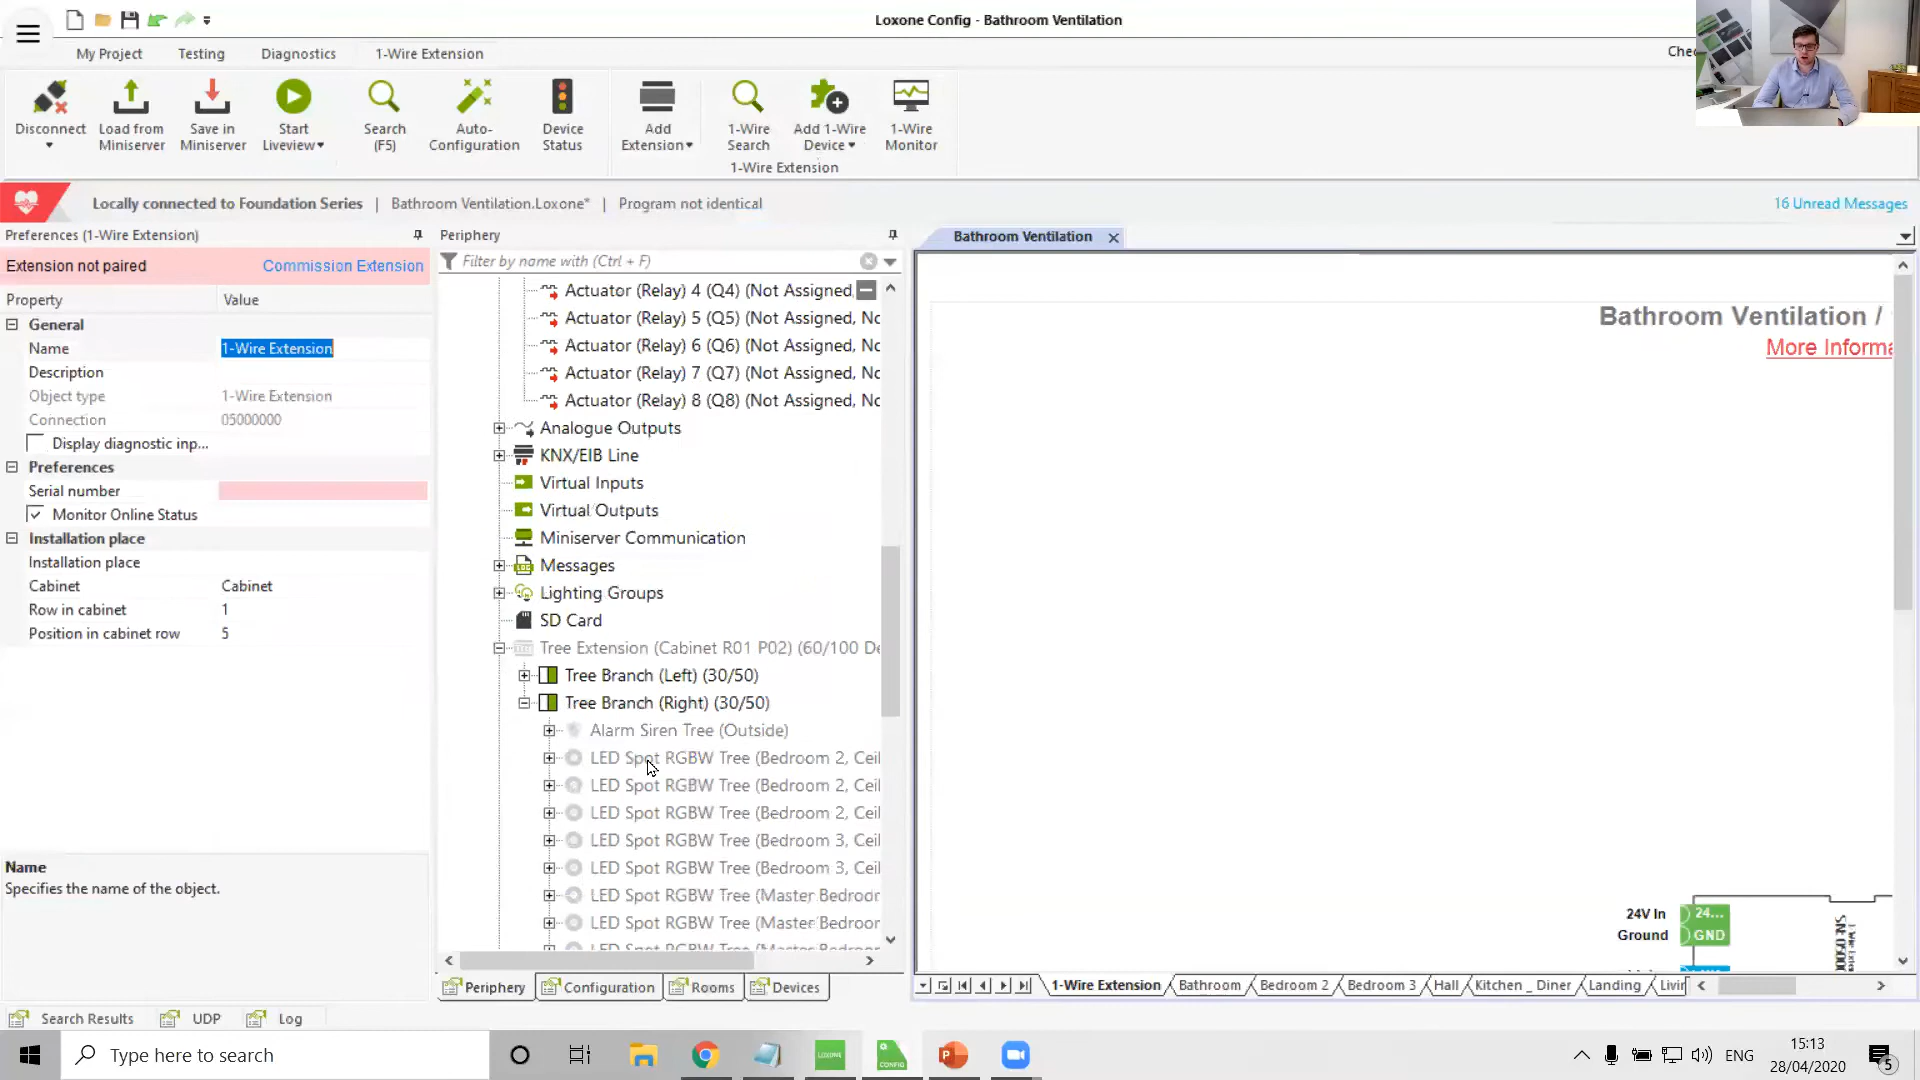 Loxone Config - Bathroom Ventilation
My Project
Testing
Diagnostics
1-Wire Extension
Disconnect
Load from Miniserver
Save in Miniserver
Start Liveview
Search (F5)
Auto-Configuration
Device Status
Add Extension
1-Wire Search
Add 1-Wire Device
1-Wire Monitor
1-Wire Extension
Locally connected to Foundation Series | Bathroom Ventilation.Loxone* | Program not identical
16 Unread Messages
Preferences (1-Wire Extension)
Extension not paired Commission Extension
Property Value
General
Name 1-Wire Extension
Description
Object type 1-Wire Extension
Connection 05000000
Display diagnostic inp...
Preferences
Serial number
Monitor Online Status
Installation place
Installation place
Cabinet Cabinet
Row in cabinet 1
Position in cabinet row 5
Name
Specifies the name of the object.
Periphery
Filter by name with (Ctrl + F)
Actuator (Relay) 4 (Q4) (Not Assigned,
Actuator (Relay) 5 (Q5) (Not Assigned, Nc
Actuator (Relay) 6 (Q6) (Not Assigned, Nc
Actuator (Relay) 7 (Q7) (Not Assigned, Nc
Actuator (Relay) 8 (Q8) (Not Assigned, Nc
Analogue Outputs
KNX/EIB Line
Virtual Inputs
Virtual Outputs
Miniserver Communication
Messages
Lighting Groups
SD Card
Tree Extension (Cabinet R01 P02) (60/100 De
Tree Branch (Left) (30/50)
Tree Branch (Right) (30/50)
Alarm Siren Tree (Outside)
LED Spot RGBW Tree (Bedroom 2, Ceil
LED Spot RGBW Tree (Bedroom 2, Ceil
LED Spot RGBW Tree (Bedroom 2, Ceil
LED Spot RGBW Tree (Bedroom 3, Ceil
LED Spot RGBW Tree (Bedroom 3, Ceil
LED Spot RGBW Tree (Master Bedroor
LED Spot RGBW Tree (Master Bedroor
LED Spot RGBW Tree (Master Bedroor
Periphery
Configuration
Rooms
Devices
Bathroom Ventilation
Bathroom Ventilation /
More Informa
24V In 24...
Ground GND
1-Wire Extension
Bathroom
Bedroom 2
Bedroom 3
Hall
Kitchen _ Diner
Landing
Livir
Search Results
UDP
Log
Type here to search
LOXONE
CONFIG
ENG
15:13
28/04/2020
5